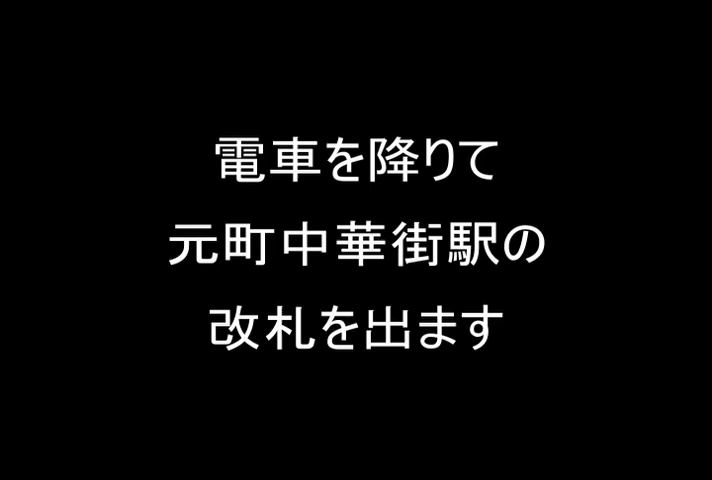 電車を降りて
元町中華街駅の
改札を出ます